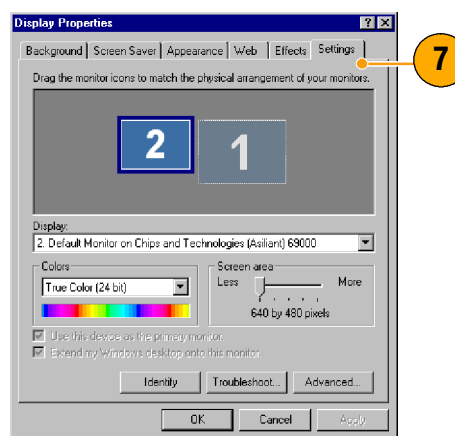 Display Properties
Background Screen Saver Appearance Web Effects Settings
7
Drag the monitor icons to match the physical arrangement of your monitors.
2 1
Display:
2. Default Monitor on Chips and Technologies (Asiliant) 69000
Colors Screen area
True Color (24 bit) Less More
640 by 480 pixels
Use this device as the primary monitor.
Extend my Windows desktop onto this monitor.
Identify Troubleshoot... Advanced...
OK Cancel Apply